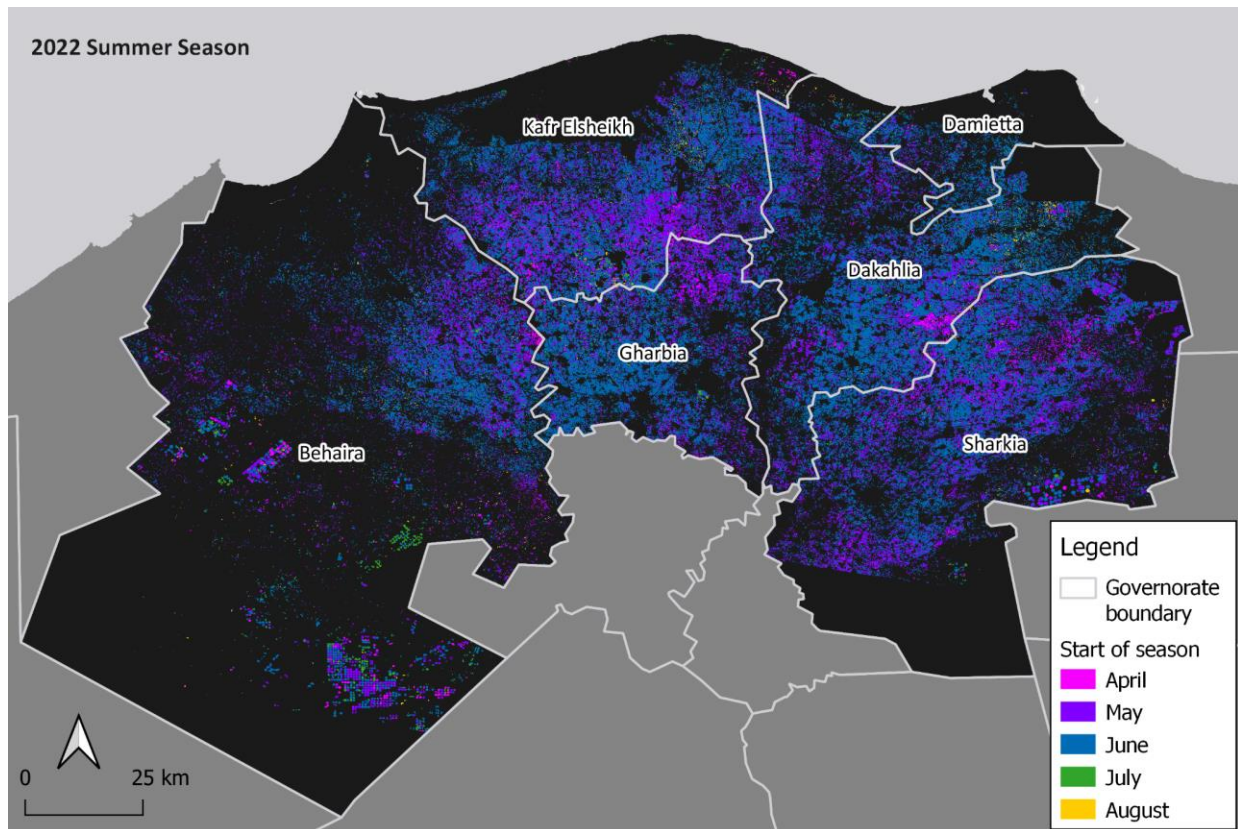 2022 Summer Season
Kafr Elsheikh
Damietta
Dakahlia
Gharbia
Behaira
Sharkia
Legend
Governorate
boundary
Start of season
April
May
June
July
August
0
25 km